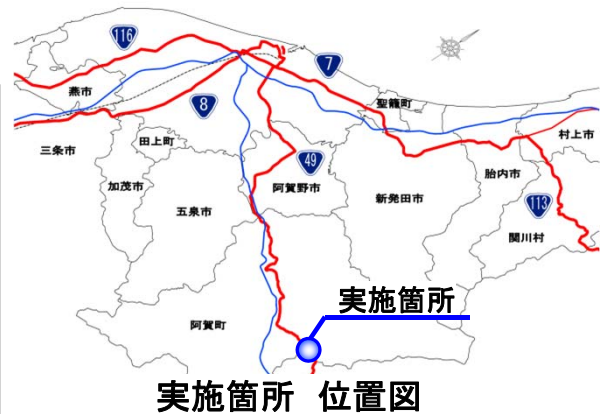 116
7
燕市
8
聖籠町
三条市
田上町
49
村上市
加茂市
阿賀野市
新発田市
胎内市
五泉市
113
関川村
阿賀町
実施箇所
実施箇所 位置図